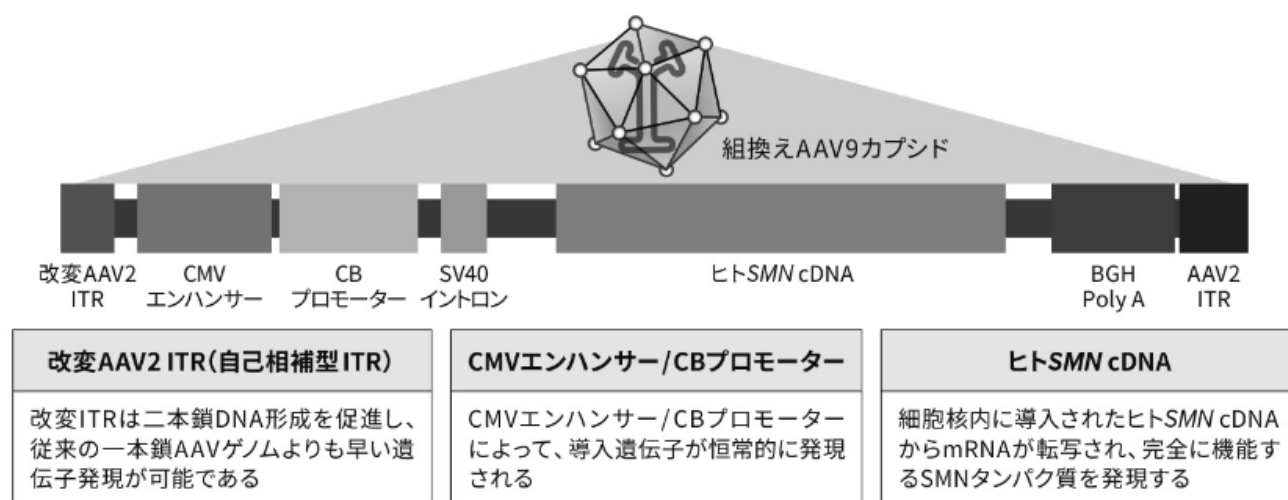 組換えAAV9カプシド
改変AAV2
ITR
CMV
エンハンサー
CB
プロモーター
SV40
イントロン
ヒトSMN cDNA
BGH
Poly A
AAV2
ITR
改変AAV2 ITR(自己相補型ITR)
改変ITRは二本鎖DNA形成を促進し、
従来の一本鎖AAVゲノムよりも早い遺
伝子発現が可能である
CMVエンハンサー/CBプロモーター
CMVエンハンサー/CBプロモーター
によって、導入遺伝子が恒常的に発現
される
ヒトSMN cDNA
細胞核内に導入されたヒトSMN cDNA
からmRNAが転写され、完全に機能す
るSMNタンパク質を発現する